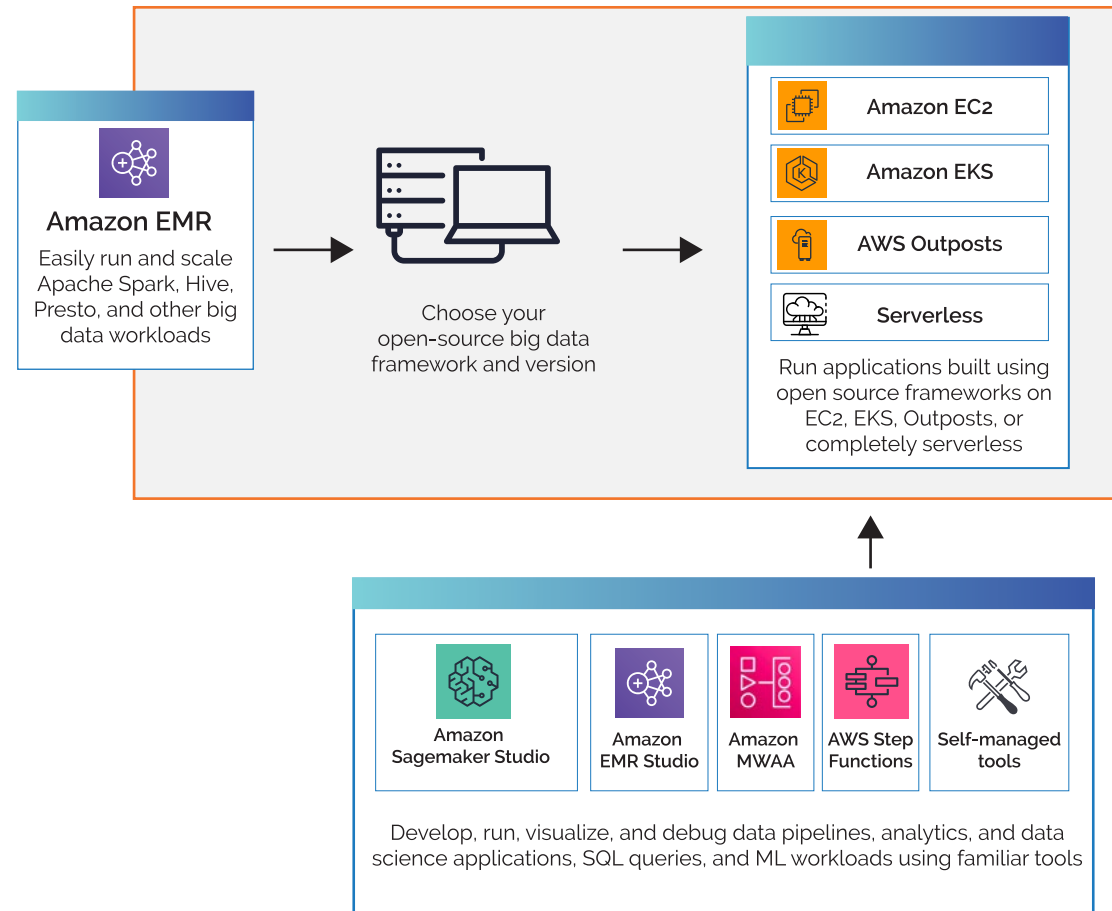 Amazon EMR
Easily run and scale
Apache Spark, Hive,
Presto, and other big
data workloads
Choose your
open-source big data
framework and version
Amazon EC2
Amazon EKS
AWS Outposts
Serverless
Run applications built using
open source frameworks on
EC2, EKS, Outposts, or
completely serverless
Amazon
Sagemaker Studio
Amazon
EMR Studio
Amazon
MWAA
AWS Step
Functions
Self-managed
tools
Develop, run, visualize, and debug data pipelines, analytics, and data
science applications, SQL queries, and ML workloads using familiar tools